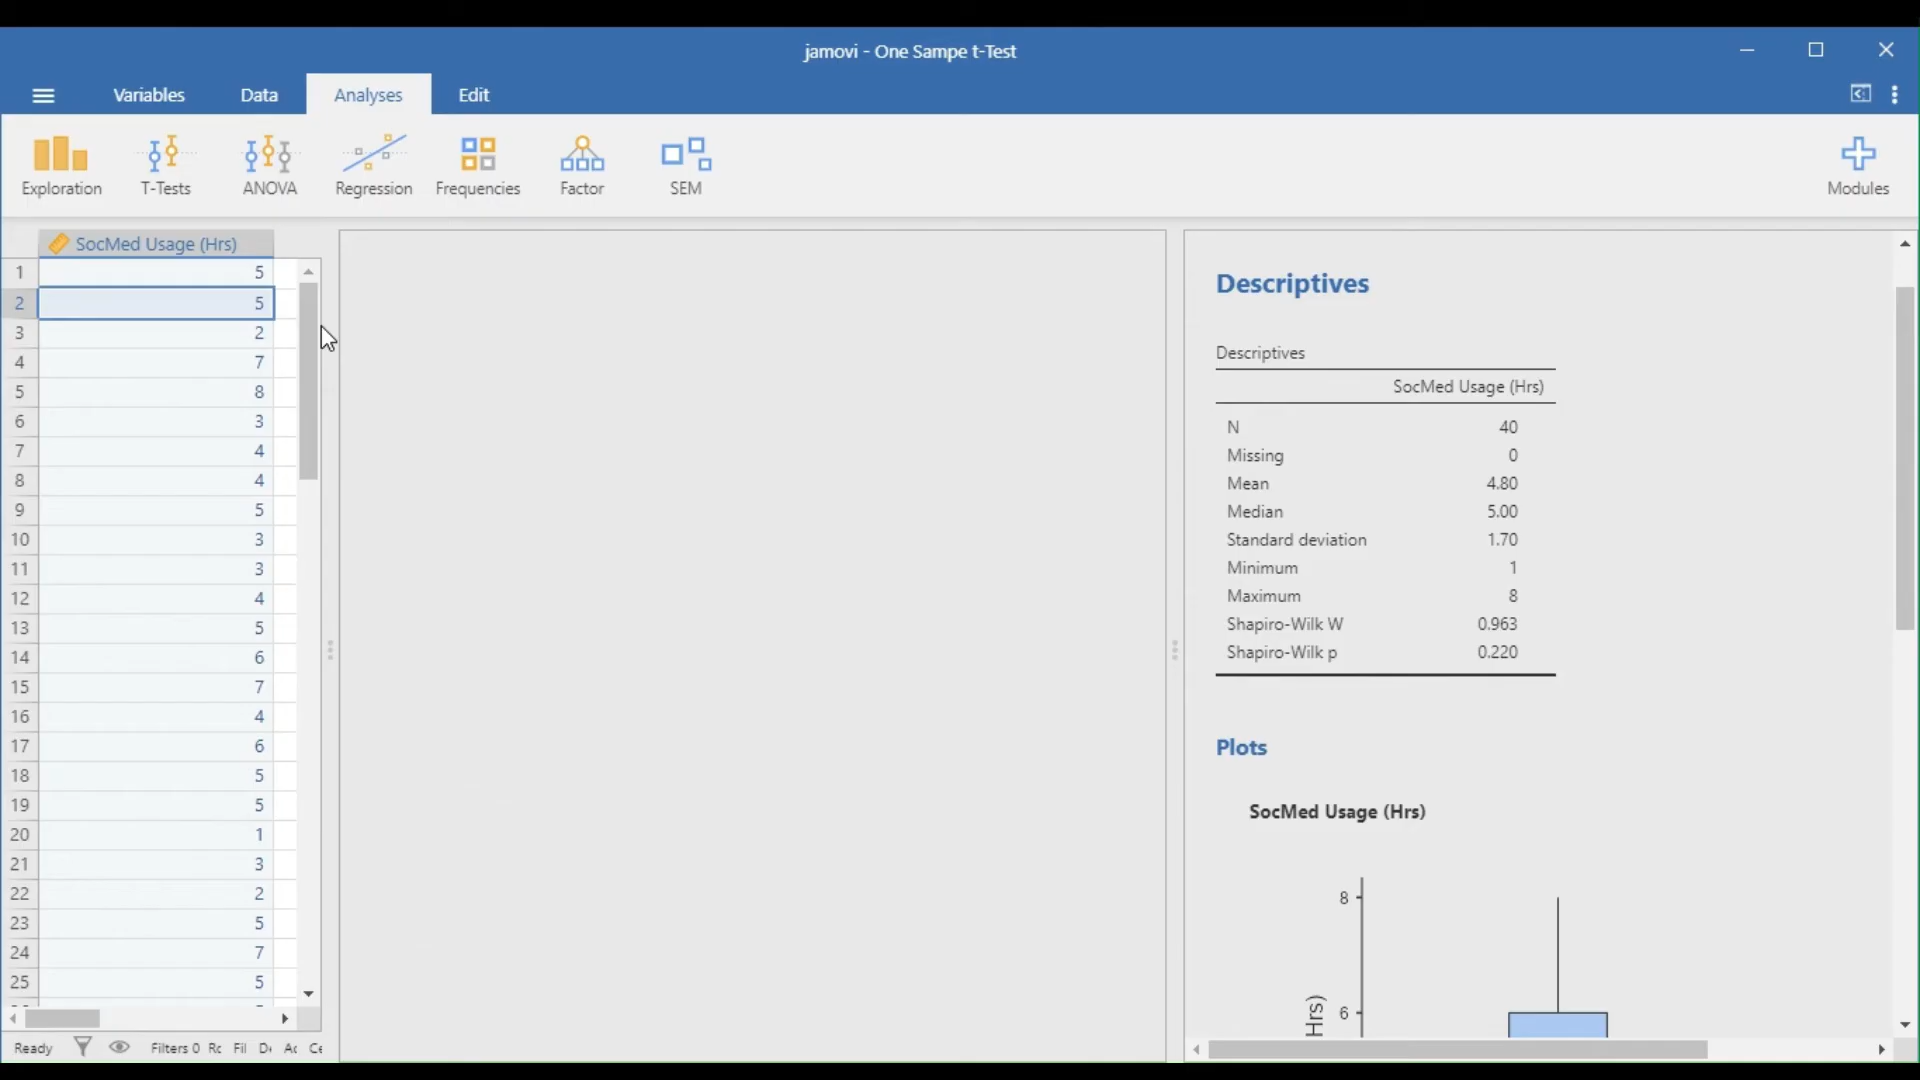 jamovi - One Sampe t-Test
Variables Data Analyses Edit
Exploration T-Tests ANOVA Regression Frequencies Factor SEM Modules
SocMed Usage (Hrs)
1 5
2 5
3 2
4 7
5 8
6 3
7 4
8 4
9 5
10 3
11 3
12 4
13 5
14 6
15 7
16 4
17 6
18 5
19 5
20 1
21 3
22 2
23 5
24 7
25 5
Ready Filters 0 Rc Fil
Descriptives
Descriptives
SocMed Usage (Hrs)
N 40
Missing 0
Mean 4.80
Median 5.00
Standard deviation 1.70
Minimum 1
Maximum 8
Shapiro-Wilk W 0.963
Shapiro-Wilk p 0.220
Plots
SocMed Usage (Hrs)
8
6
Hrs)